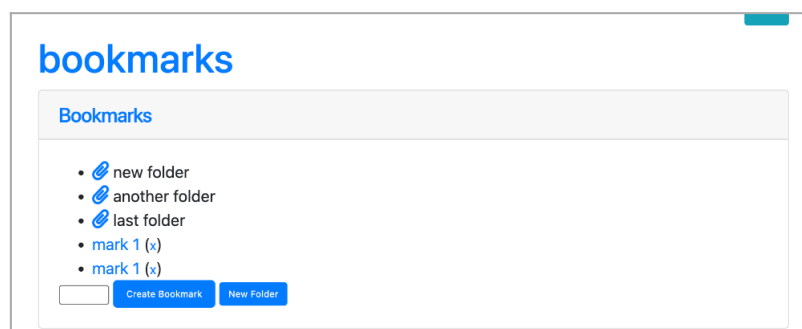 bookmarks
Bookmarks
new folder
another folder
last folder
mark 1 (x)
mark 1 (x)
Create Bookmark New Folder